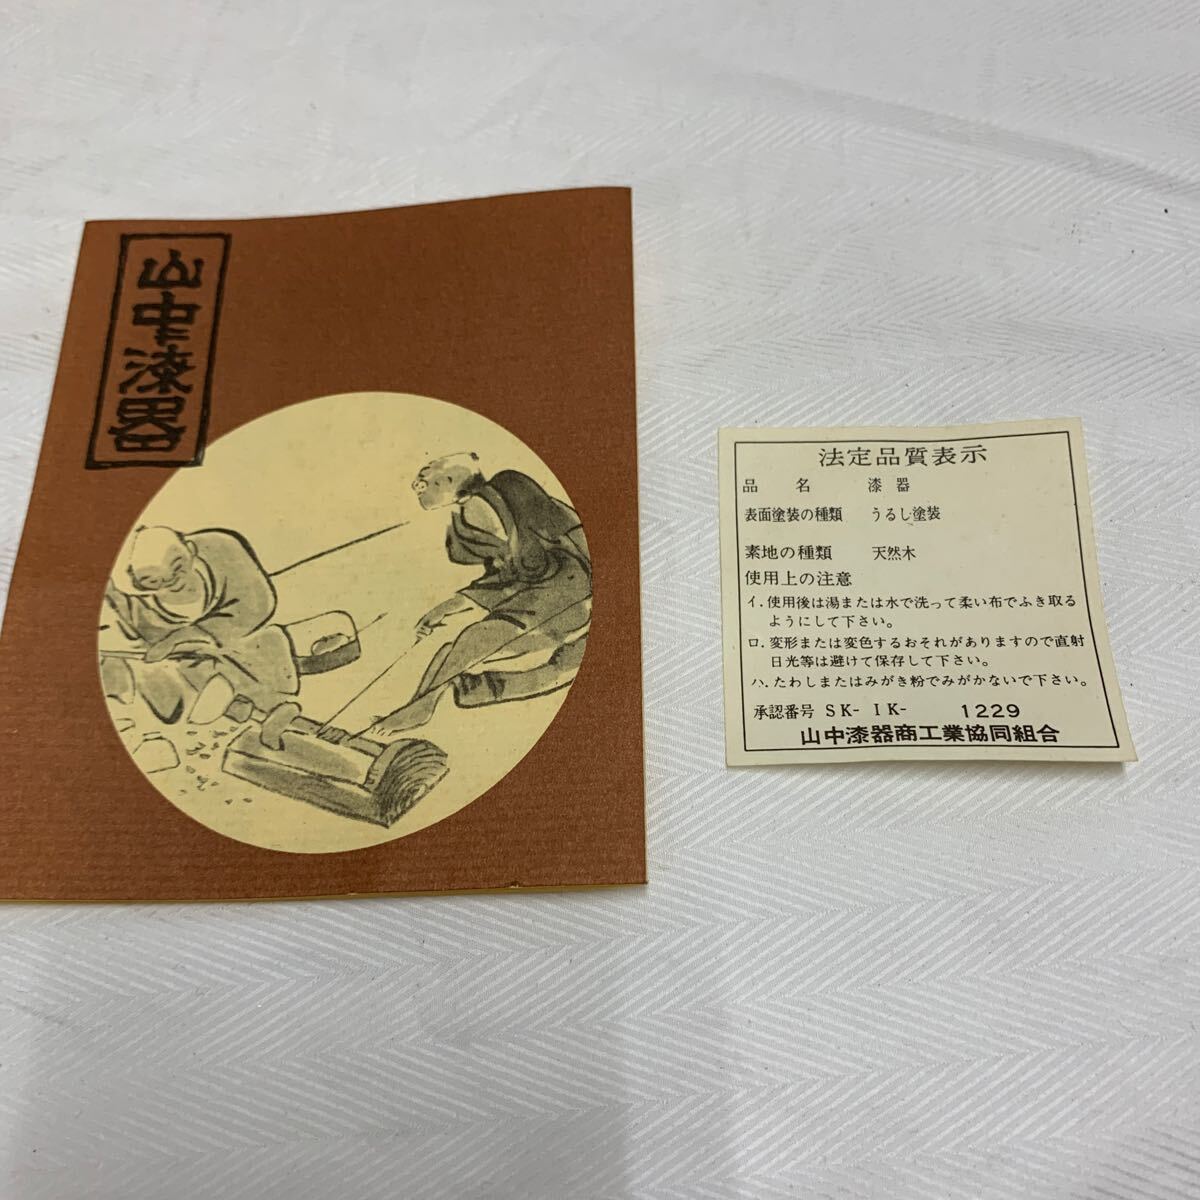 山中漆器
法定品質表示
品　名　漆 器
表面塗装の種類　うるし塗装
素地の種類　天然木
使用上の注意
イ. 使用後は湯または水で洗って柔い布でふき取る
ようにして下さい。
ロ. 変形または変色するおそれがありますので直射
日光等は避けて保存して下さい。
ハ. たわしまたはみがき粉でみがかないで下さい。
承認番号 SK- IK- 1229
山中漆器商工業協同組合